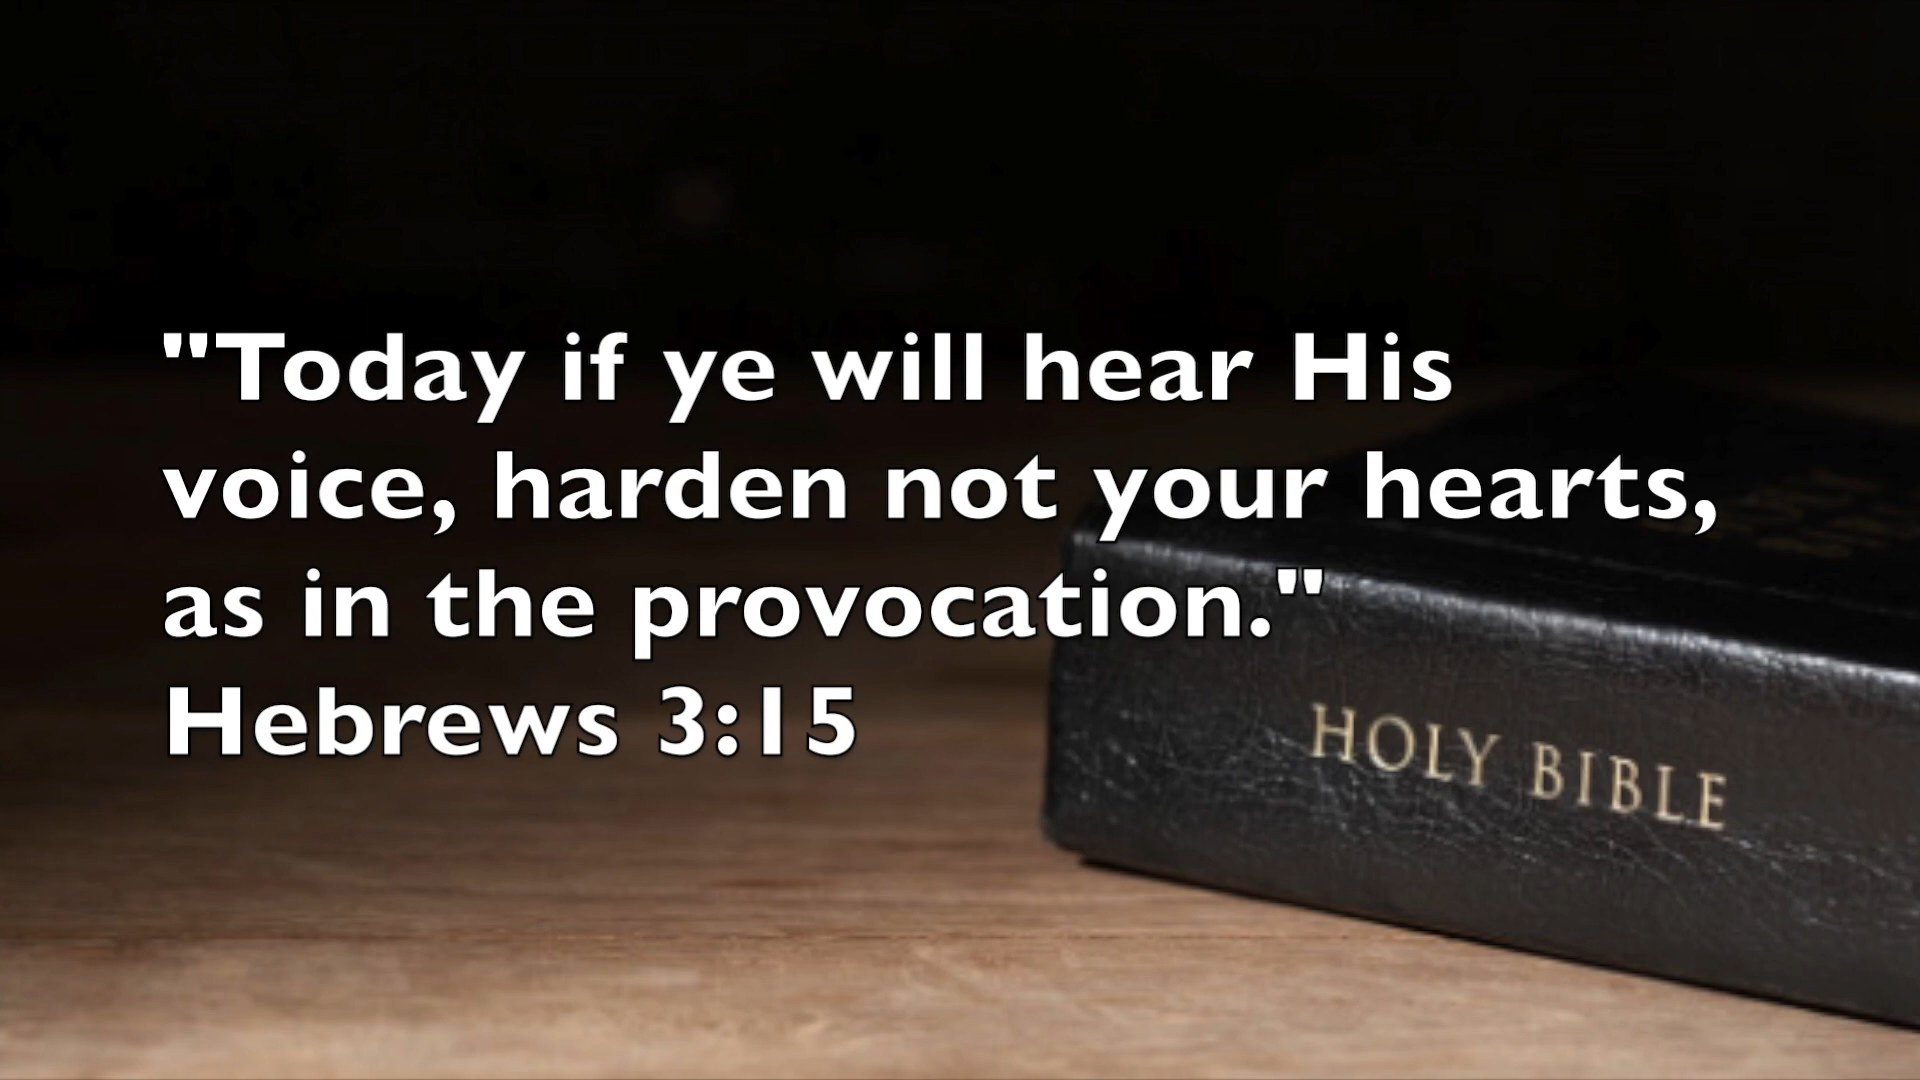 "Today if ye will hear His
voice, harden not your hearts,
as in the provocation."
Hebrews 3:15
HOLY BIBLE